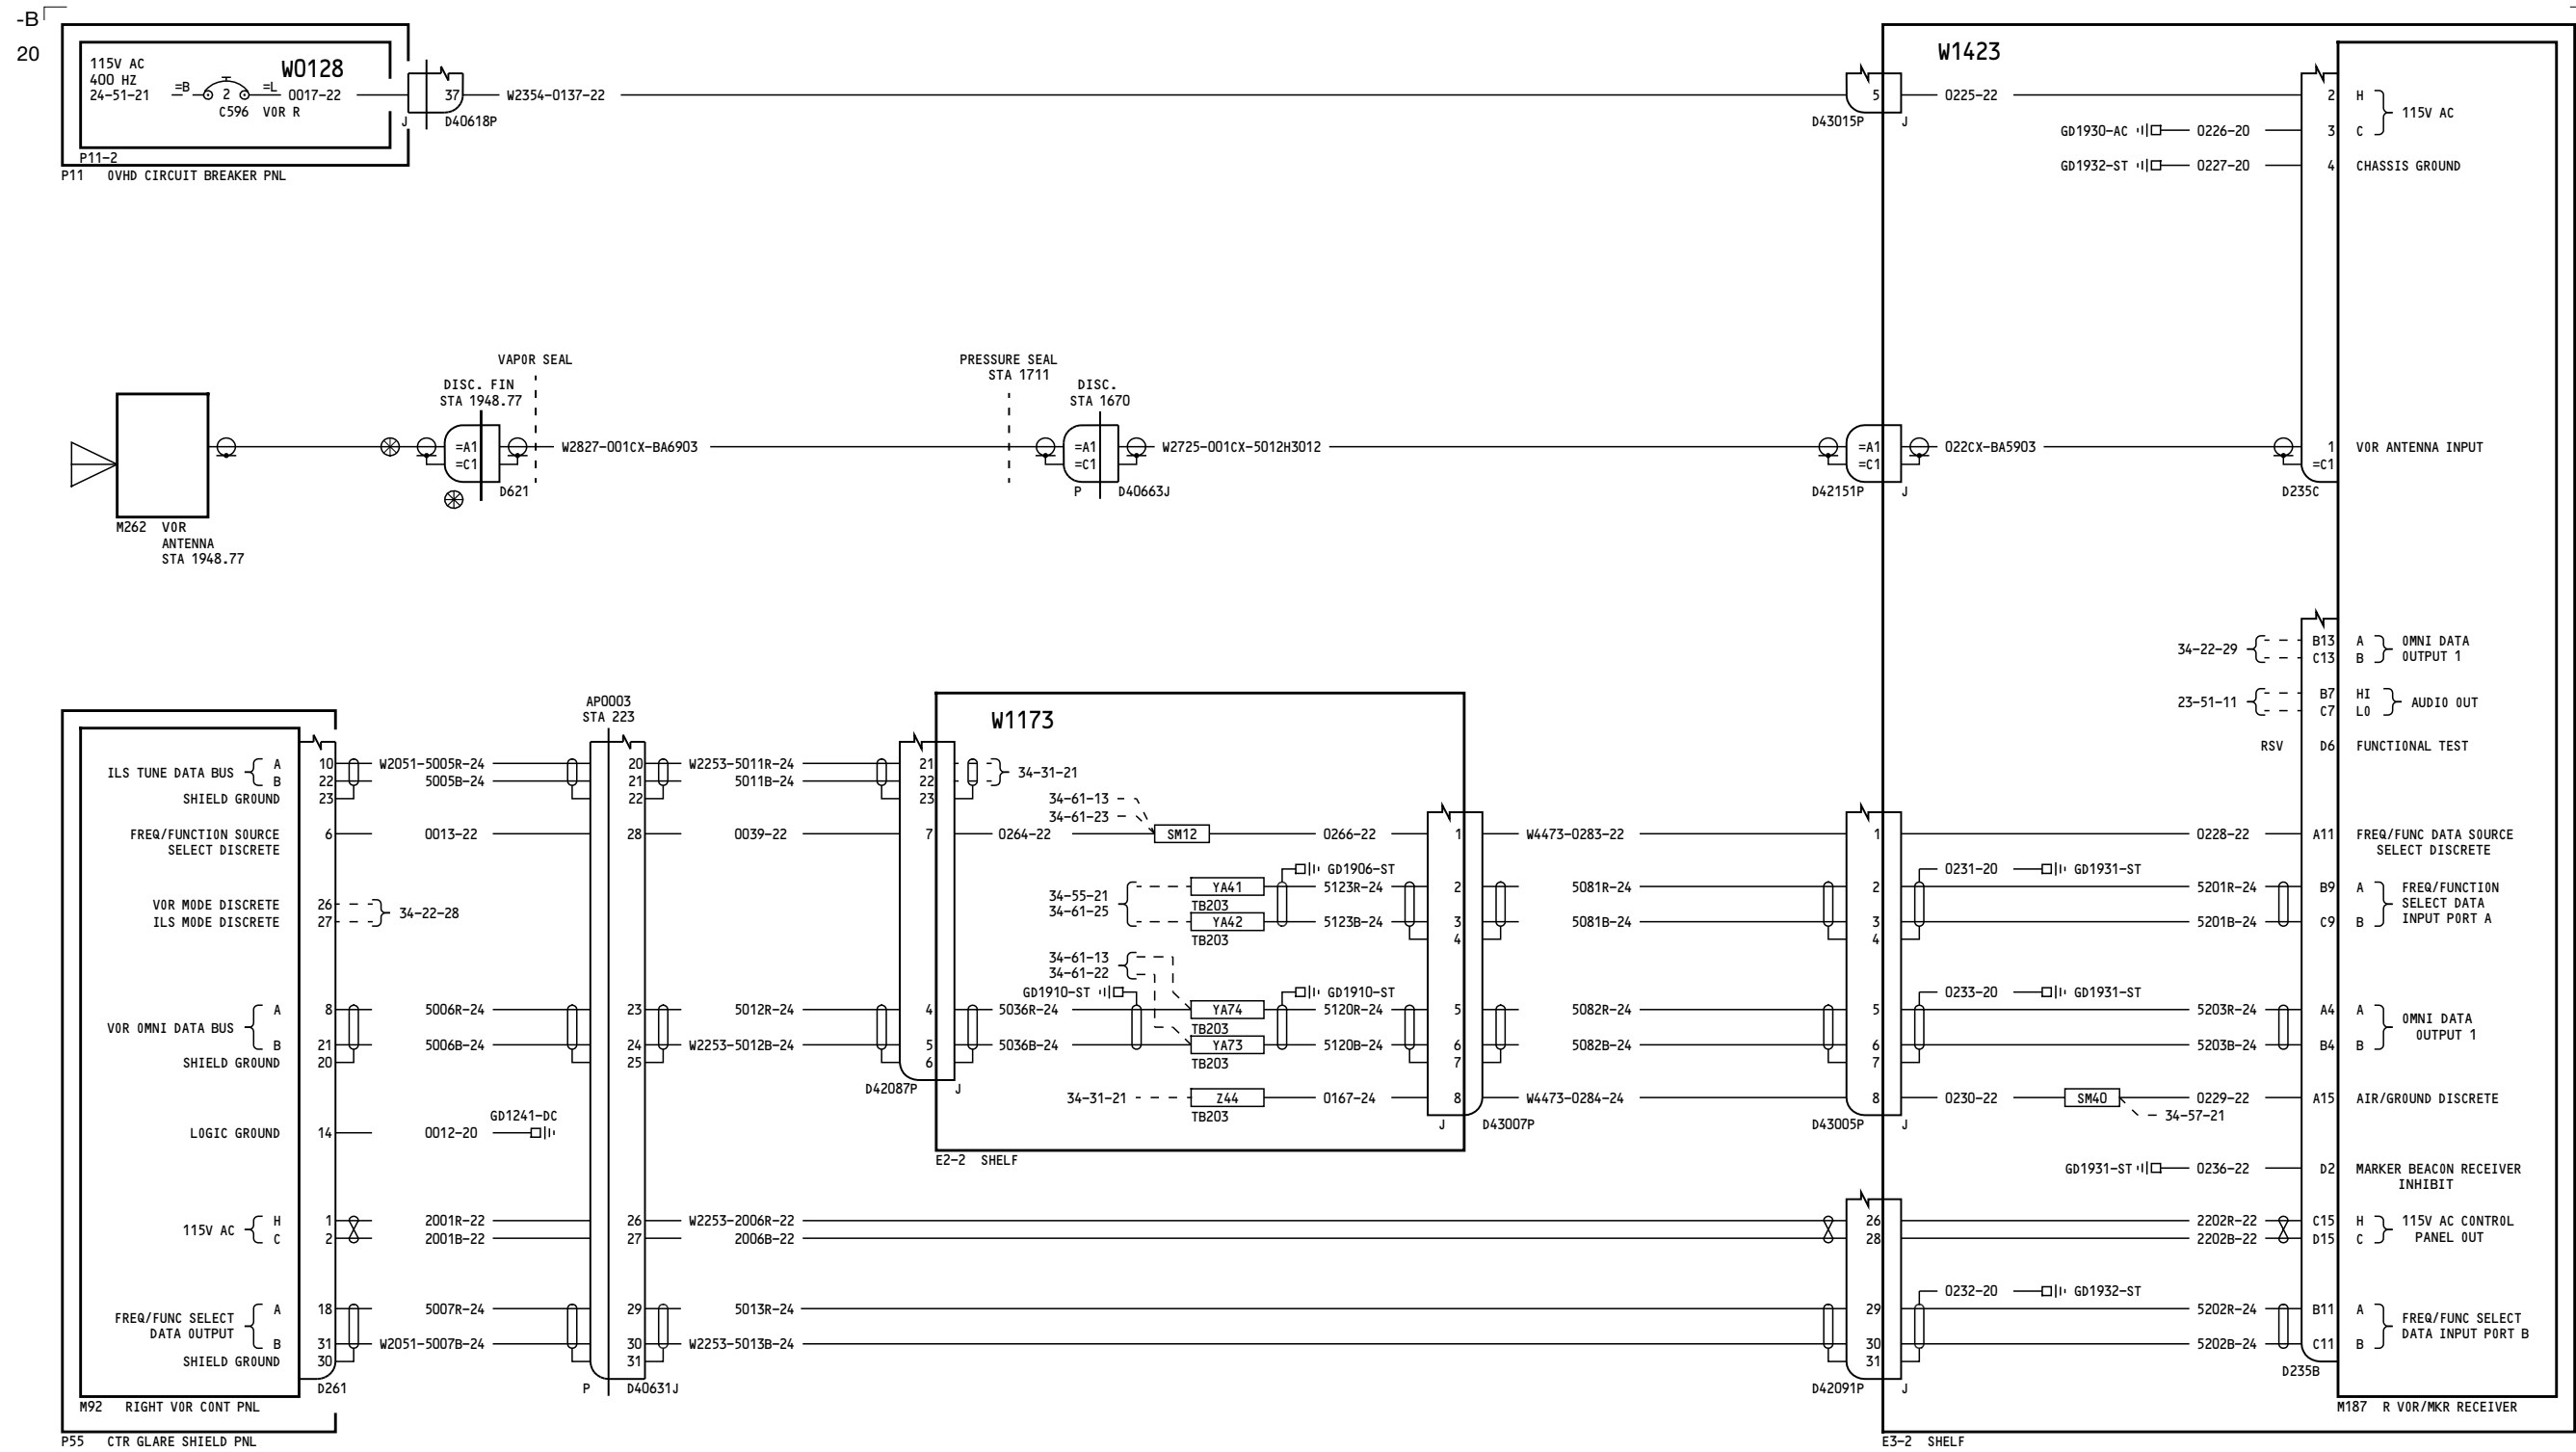 -B
20
115V AC
400 HZ
24-51-21
=B
2
=L
C596 VOR R
W0128
0017-22
37
J
D40618P
P11-2
P11 OVHD CIRCUIT BREAKER PNL
W2354-0137-22
5
D43015P
J
W1423
0225-22
2 H
115V AC
GD1930-AC
0226-20
3 C
GD1932-ST
0227-20
4 CHASSIS GROUND
VAPOR SEAL
DISC. FIN
STA 1948.77
PRESSURE SEAL
STA 1711
DISC.
STA 1670
=A1
=C1
D621
W2827-001CX-BA6903
=A1
=C1
P
D40663J
W2725-001CX-5012H3012
=A1
=C1
D42151P
J
022CX-BA5903
1 VOR ANTENNA INPUT
=C1
D235C
M262 VOR
ANTENNA
STA 1948.77
34-22-29
B13 A
C13 B
OMNI DATA
OUTPUT 1
23-51-11
B7 HI
C7 LO
AUDIO OUT
RSV
D6 FUNCTIONAL TEST
AP0003
STA 223
W1173
ILS TUNE DATA BUS
A 10 W2051-5005R-24 20 W2253-5011R-24 21
B 22 5005B-24 21 5011B-24 22
34-31-21
SHIELD GROUND 23 22 23
34-61-13
34-61-23
FREQ/FUNCTION SOURCE
SELECT DISCRETE
6 0013-22 28 0039-22 7 0264-22 SM12 0266-22 1 W4473-0283-22 1 0228-22 A11
FREQ/FUNC DATA SOURCE
SELECT DISCRETE
GD1906-ST
0231-20 GD1931-ST
34-55-21
34-61-25
YA41 5123R-24 2 5081R-24 2 5201R-24 B9 A
TB203
YA42 5123B-24 3 5081B-24 3 5201B-24 C9 B
TB203
4 4
FREQ/FUNCTION
SELECT DATA
INPUT PORT A
VOR MODE DISCRETE 26
ILS MODE DISCRETE 27
34-22-28
34-61-13
34-61-22
GD1910-ST
GD1910-ST
0233-20 GD1931-ST
VOR OMNI DATA BUS
A 8 5006R-24 23 5012R-24 4 5036R-24 YA74 5120R-24 5 5082R-24 5 5203R-24 A4 A
TB203
B 21 5006B-24 24 W2253-5012B-24 5 5036B-24 YA73 5120B-24 6 5082B-24 6 5203B-24 B4 B
TB203
OMNI DATA
OUTPUT 1
SHIELD GROUND 20 25 6 7 7
D42087P
J
34-31-21 Z44 0167-24 8 W4473-0284-24 8 0230-22 SM40 0229-22 A15 AIR/GROUND DISCRETE
TB203
34-57-21
J
D43007P
D43005P
J
GD1241-DC
LOGIC GROUND 14 0012-20
E2-2 SHELF
GD1931-ST 0236-22 D2 MARKER BEACON RECEIVER
INHIBIT
115V AC
H 1 2001R-22 26 W2253-2006R-22 26 2202R-22 C15 H
C 2 2001B-22 27 2006B-22 28 2202B-22 D15 C
115V AC CONTROL
PANEL OUT
0232-20 GD1932-ST
FREQ/FUNC SELECT
DATA OUTPUT
A 18 5007R-24 29 5013R-24 29 5202R-24 B11 A
B 31 W2051-5007B-24 30 W2253-5013B-24 30 5202B-24 C11 B
FREQ/FUNC SELECT
DATA INPUT PORT B
SHIELD GROUND 30 31 31
D235B
D261
P
D40631J
D42091P
J
M92 RIGHT VOR CONT PNL
M187 R VOR/MKR RECEIVER
P55 CTR GLARE SHIELD PNL
E3-2 SHELF